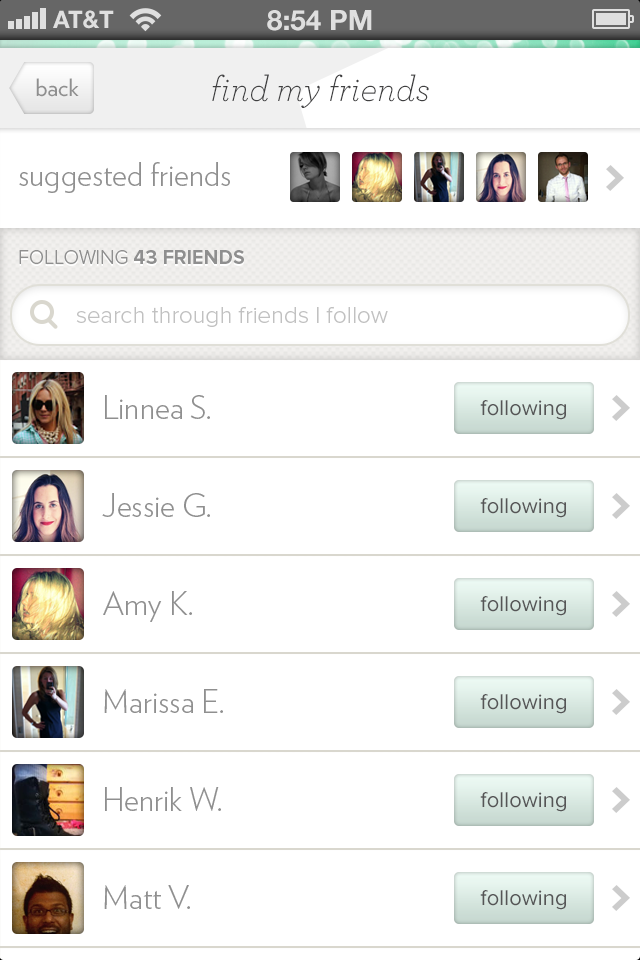 AT&T 8:54 PM
back find my friends
suggested friends
FOLLOWING 43 FRIENDS
search through friends I follow
Linnea S. following
Jessie G. following
Amy K. following
Marissa E. following
Henrik W. following
Matt V. following